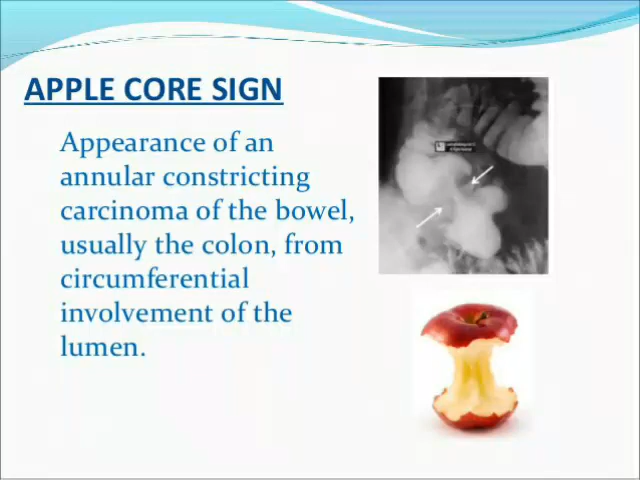 APPLE CORE SIGN
Appearance of an
annular constricting
carcinoma of the bowel,
usually the colon, from
circumferential
involvement of the
lumen.